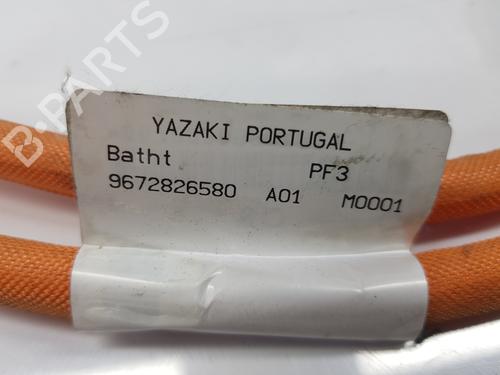 B-PARTS
YAZAKI PORTUGAL
Batht PF3
9672826580 A01 M0001